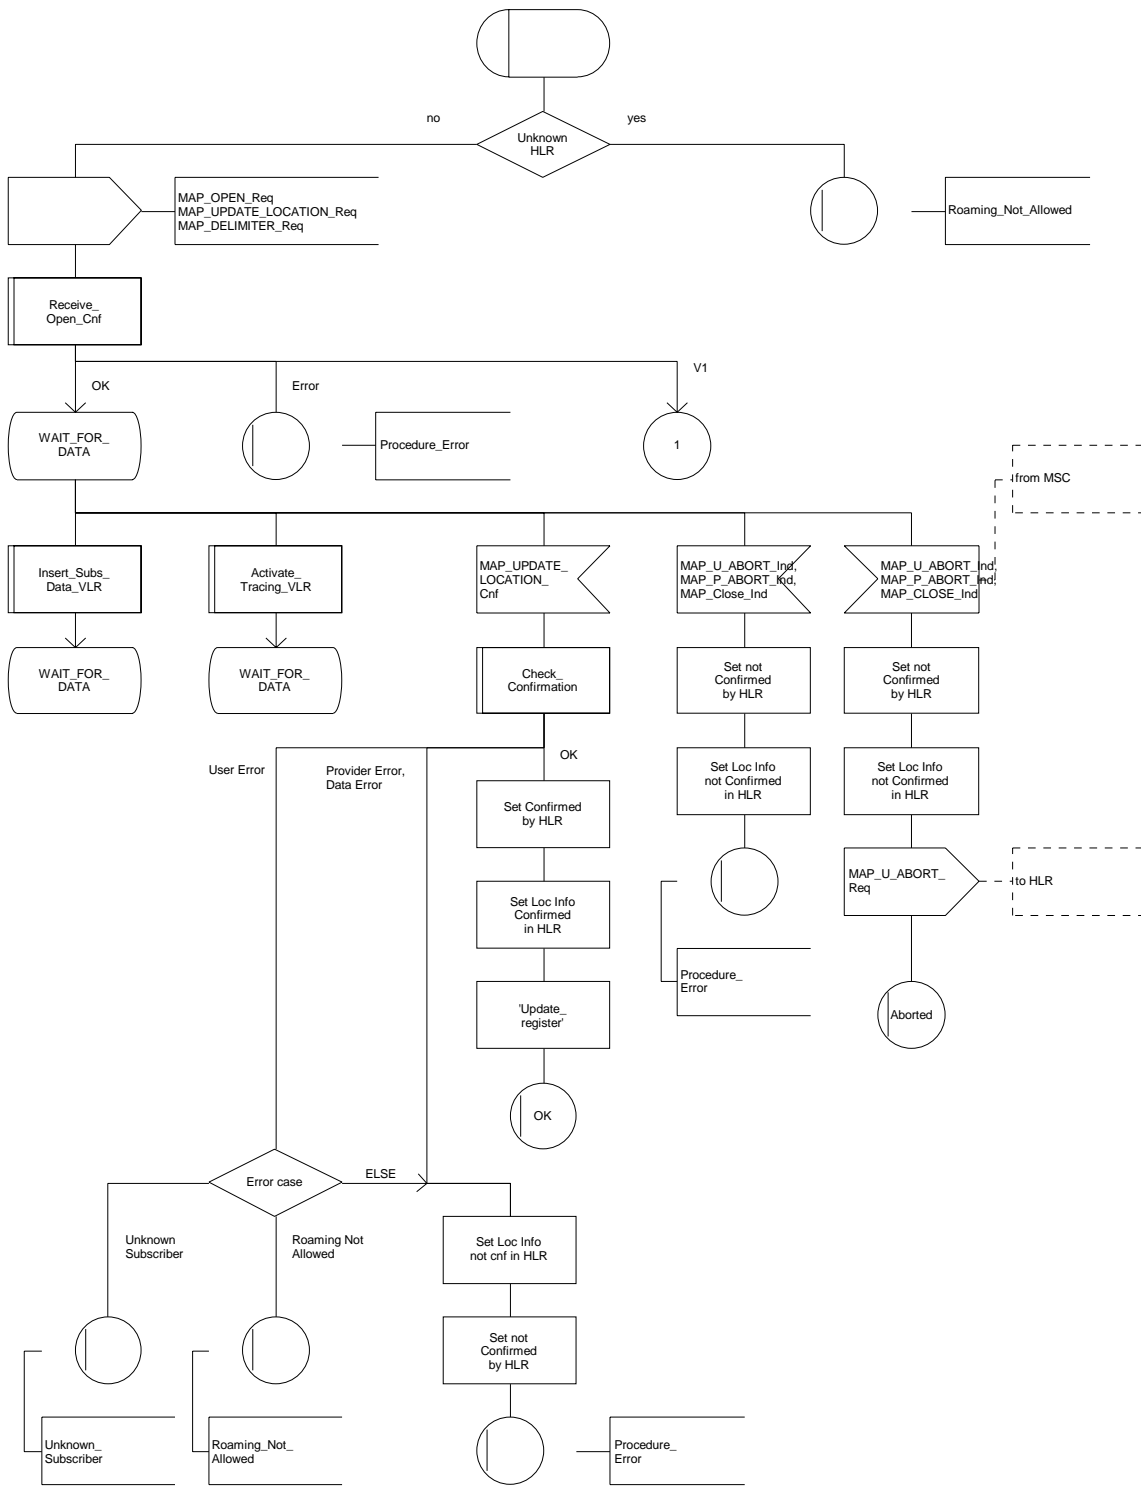 no
yes
Unknown
HLR
MAP_OPEN_Req
MAP_UPDATE_LOCATION_Req
MAP_DELIMITER_Req
Roaming_Not_Allowed
Receive_
Open_Cnf
OK
Error
V1
WAIT_FOR_
DATA
Procedure_Error
1
from MSC
Insert_Subs_
Data_VLR
Activate_
Tracing_VLR
MAP_UPDATE_
LOCATION_
Cnf
MAP_U_ABORT_Ind,
MAP_P_ABORT_Ind,
MAP_Close_Ind
MAP_U_ABORT_Ind,
MAP_P_ABORT_Ind,
MAP_CLOSE_Ind
WAIT_FOR_
DATA
WAIT_FOR_
DATA
Check_
Confirmation
Set not
Confirmed
by HLR
Set not
Confirmed
by HLR
User Error
Provider Error,
Data Error
OK
Set Confirmed
by HLR
Set Loc Info
not Confirmed
in HLR
Set Loc Info
not Confirmed
in HLR
Set Loc Info
Confirmed
in HLR
MAP_U_ABORT_
Req
to HLR
Procedure_
Error
'Update_
register'
Aborted
OK
Error case
ELSE
Unknown
Subscriber
Roaming Not
Allowed
Set Loc Info
not cnf in HLR
Set not
Confirmed
by HLR
Unknown_
Subscriber
Roaming_Not_
Allowed
Procedure_
Error